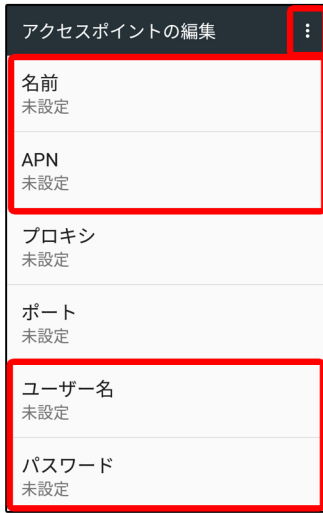 アクセスポイントの編集
名前
未設定
APN
未設定
プロキシ
未設定
ポート
未設定
ユーザー名
未設定
パスワード
未設定